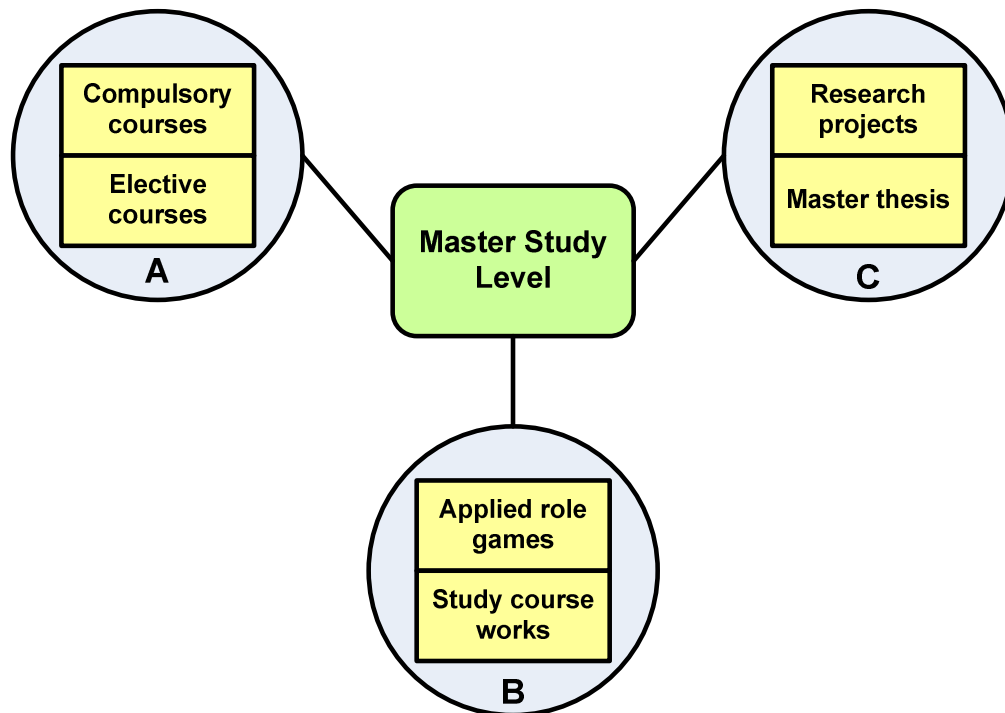 Compulsory
courses
Elective
courses
A
Master Study
Level
Research
projects
Master thesis
C
Applied role
games
Study course
works
B